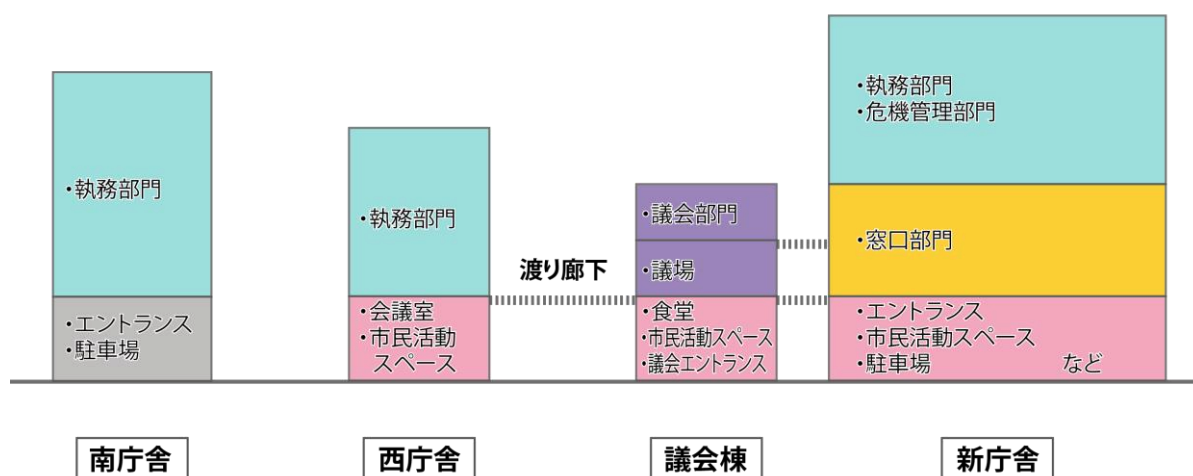 ・執務部門
・エントランス
・駐車場
南庁舎
・執務部門
・会議室
・市民活動
スペース
西庁舎
渡り廊下
・議会部門
・議場
・食堂
・市民活動スペース
・議会エントランス
議会棟
・執務部門
・危機管理部門
・窓口部門
・エントランス
・市民活動スペース
・駐車場 など
新庁舎